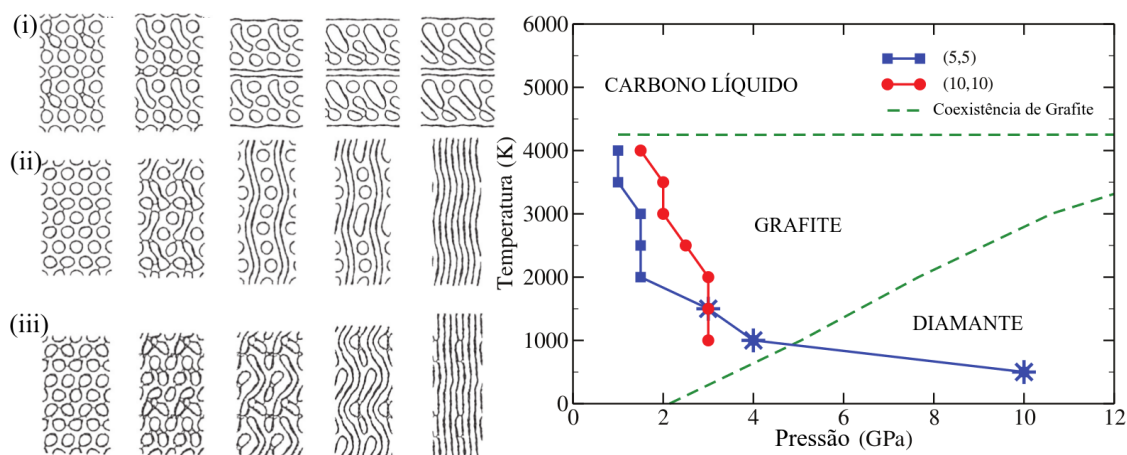 (i)
(ii)
(iii)
6000
5000
4000
3000
2000
1000
0
Temperatura (K)
0
2
4
6
8
10
12
Pressão (GPa)
(5,5)
(10,10)
Coexistência de Grafite
CARBONO LÍQUIDO
GRAFITE
DIAMANTE